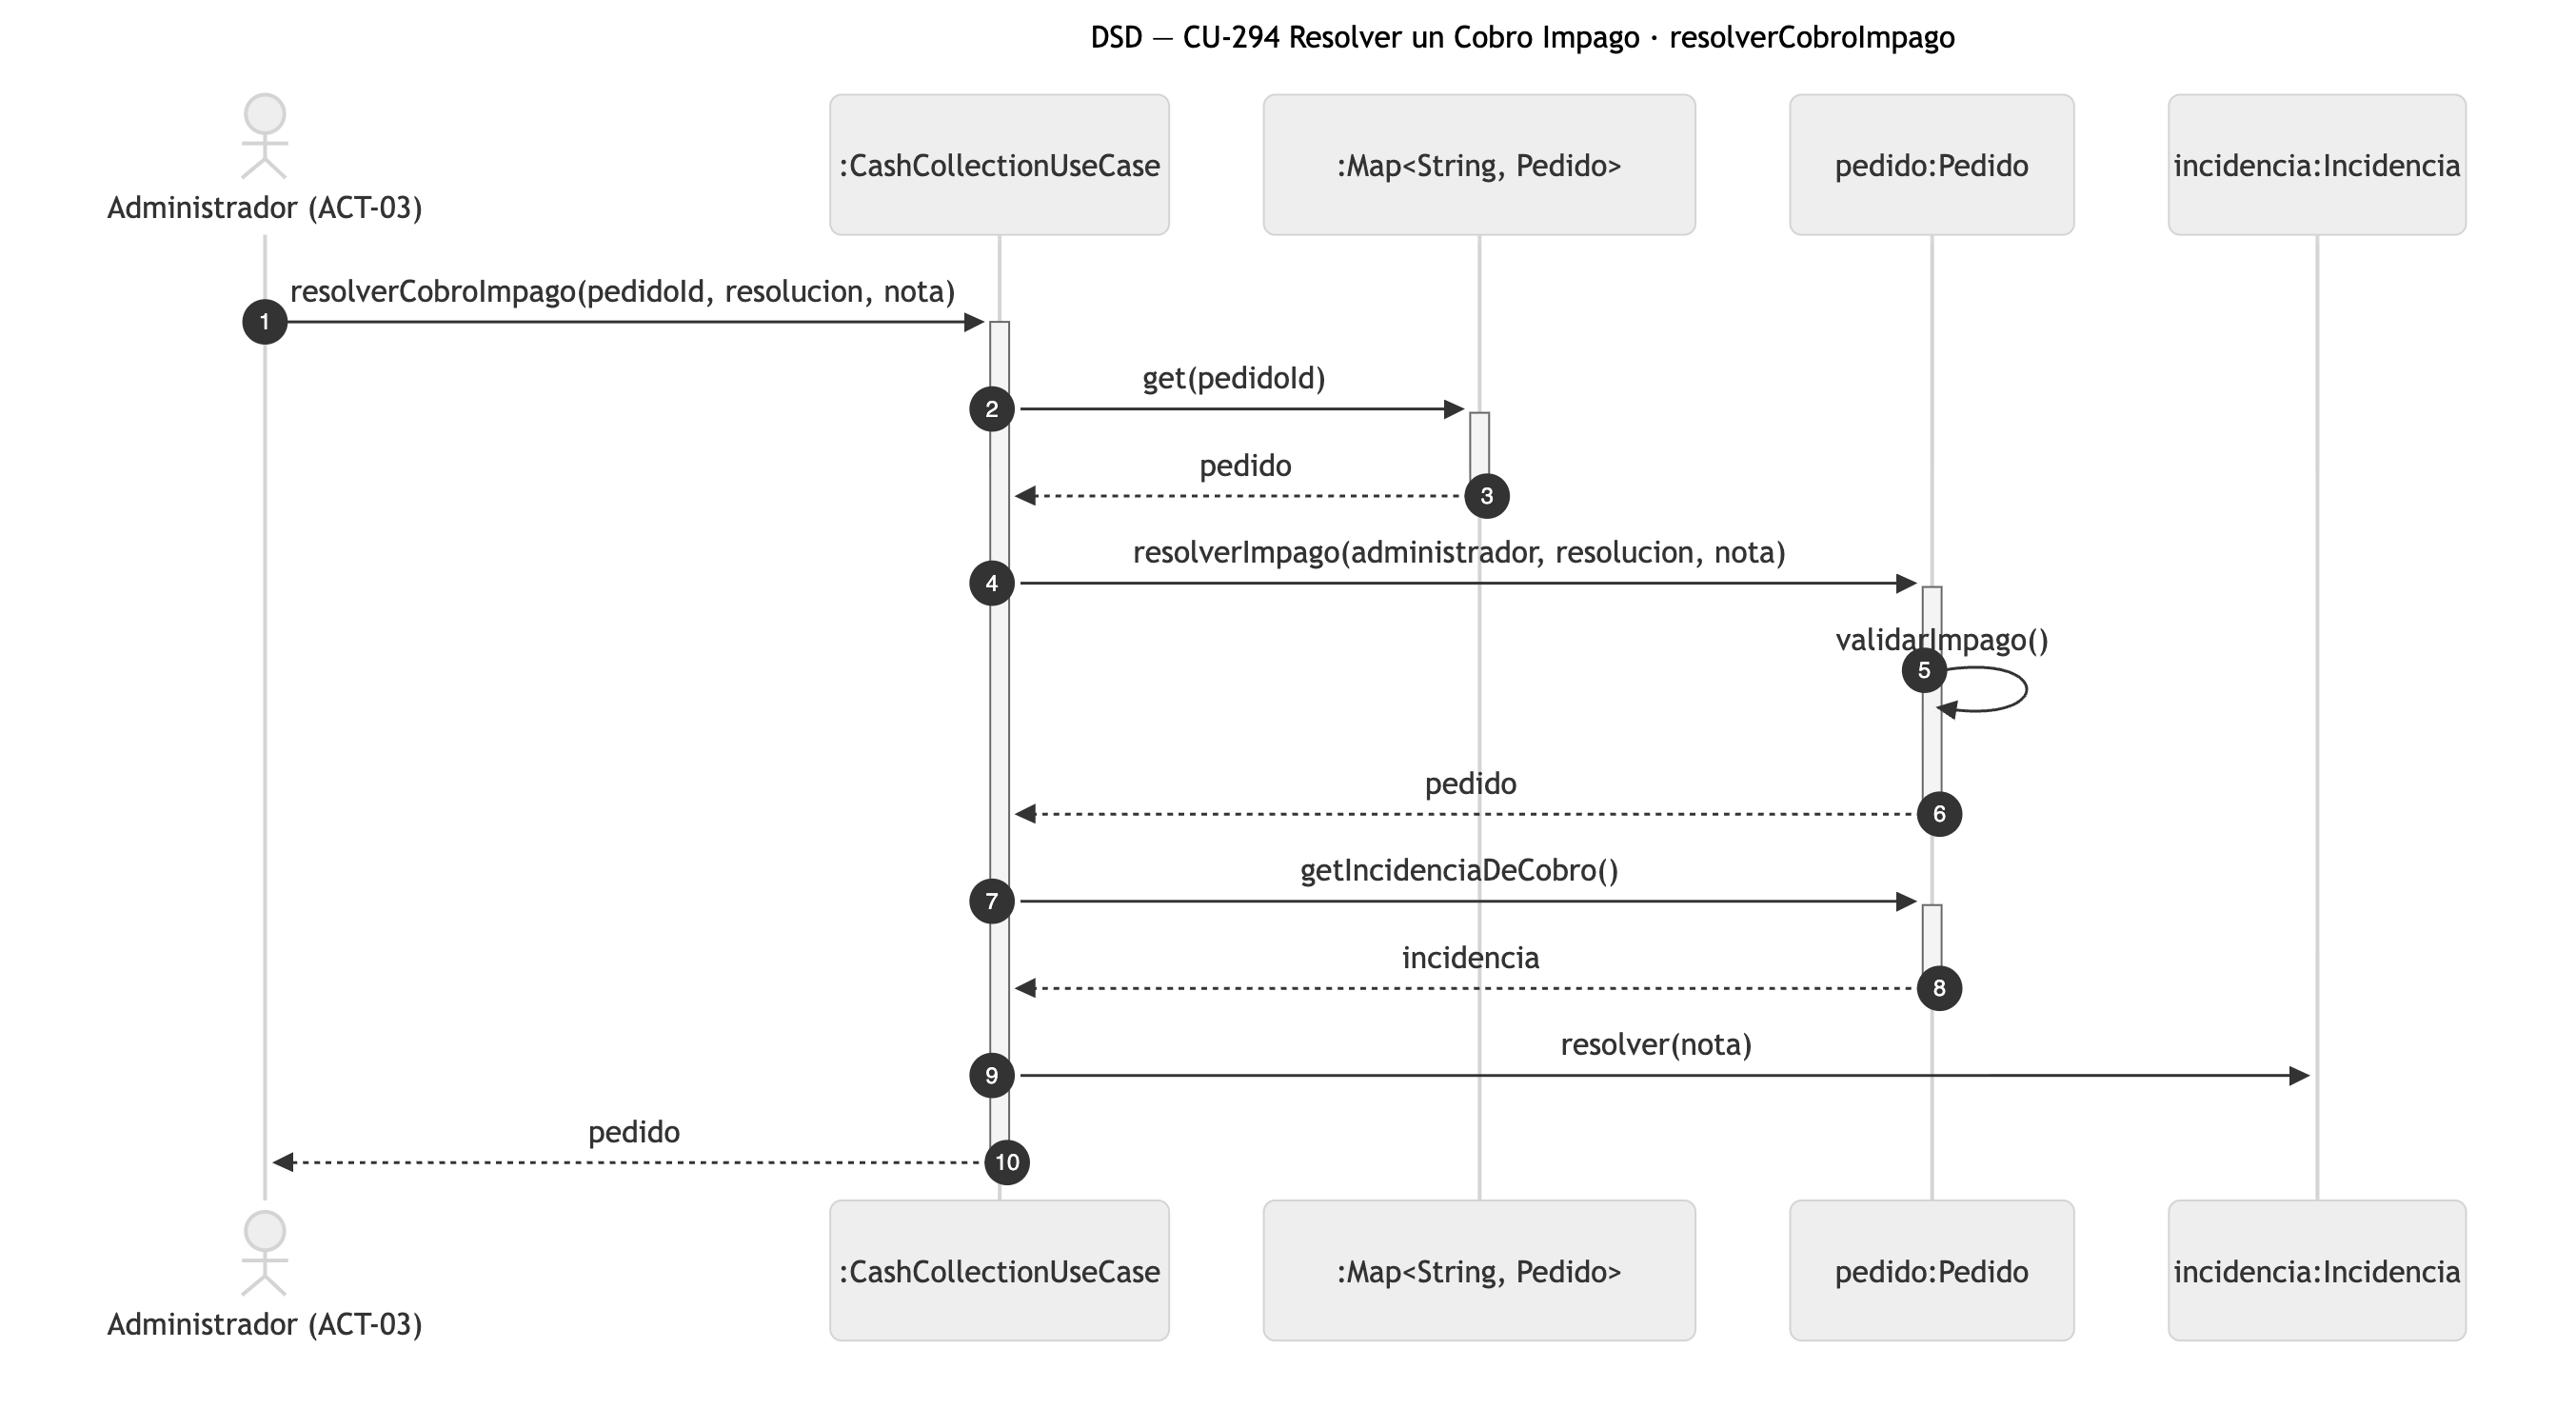 DSD — CU-294 Resolver un Cobro Impago · resolverCobroImpago
Administrador (ACT-03)
:CashCollectionUseCase
:Map<String, Pedido>
pedido:Pedido
incidencia:Incidencia
resolverCobroImpago(pedidoId, resolucion, nota)
1
get(pedidoId)
2
pedido
3
resolverImpago(administrador, resolucion, nota)
4
validarImpago()
5
pedido
6
getIncidenciaDeCobro()
7
incidencia
8
resolver(nota)
9
pedido
10
Administrador (ACT-03)
:CashCollectionUseCase
:Map<String, Pedido>
pedido:Pedido
incidencia:Incidencia